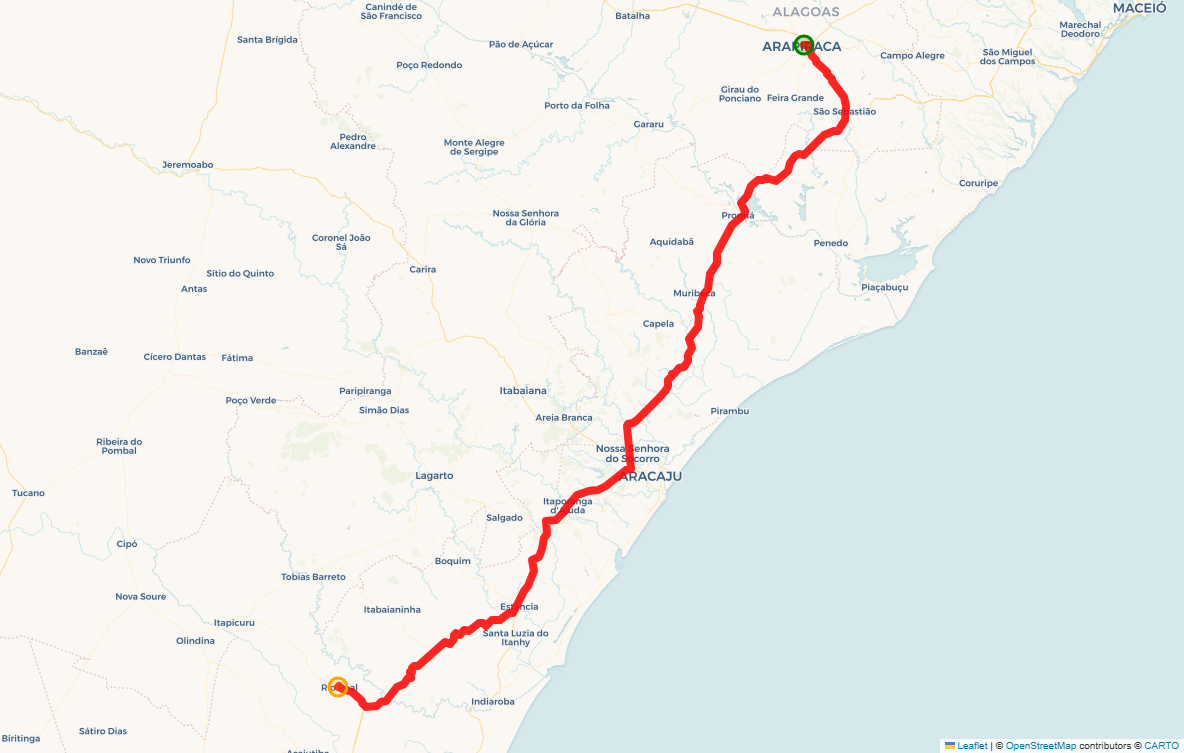 MACEIÓ
Canindé de
São Francisco
ALAGOAS
Batalha
Marechal
Deodoro
Santa Brígida
Pão de Açúcar
ARAPIRACA
Campo Alegre
São Miguel
dos Campos
Poço Redondo
Girau do
Ponciano
Feira Grande
Porto da Folha
São Sebastião
Gararu
Pedro
Alexandre
Monte Alegre
de Sergipe
Jeremoabo
Coruripe
Nossa Senhora
da Glória
Propriá
Coronel João
Sá
Aquidabã
Penedo
Novo Triunfo
Sítio do Quinto
Carira
Antas
Piaçabuçu
Muribeca
Capela
Banzaê
Cícero Dantas
Fátima
Itabaiana
Paripiranga
Poço Verde
Simão Dias
Areia Branca
Pirambu
Ribeira do
Pombal
Nossa Senhora
do Socorro
Lagarto
ARACAJU
Tucano
Itaporanga
d'Ajuda
Salgado
Cipó
Boquim
Tobias Barreto
Nova Soure
Itabaianinha
Estância
Itapicuru
Olindina
Santa Luzia do
Itanhy
Rio Real
Indiaroba
Sátiro Dias
Biritinga
Acajutiba
Leaflet | © OpenStreetMap contributors © CARTO